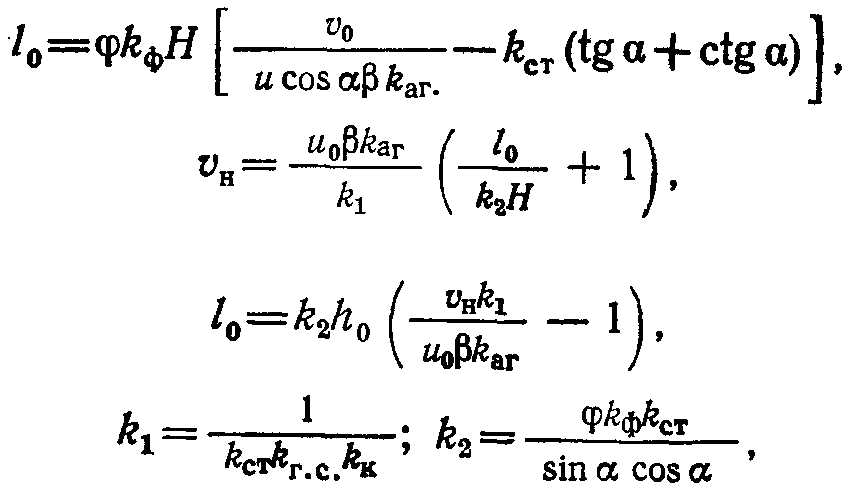 l₀=φk_ф H [ v₀ / (u cos αβ k_аг.) — k_ст (tg α + ctg α) ],
v_н = (u₀βk_аг / k₁) ( l₀ / (k₂H) + 1 ),
l₀=k₂h₀ ( v_н k₁ / (u₀βk_аг) — 1 ),
k₁ = 1 / (k_ст k_г.с. k_к) ; k₂ = φk_ф k_ст / (sin α cos α) ,